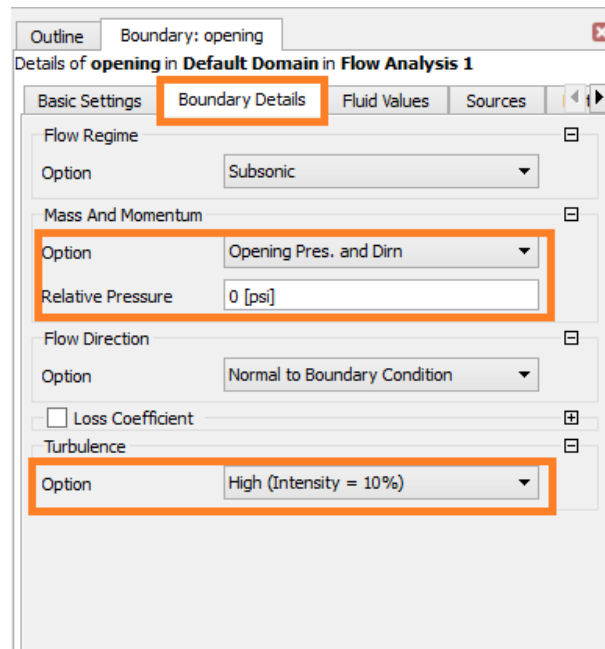 Outline Boundary: opening
Details of opening in Default Domain in Flow Analysis 1
Basic Settings Boundary Details Fluid Values Sources
Flow Regime
Option Subsonic
Mass And Momentum
Option Opening Pres. and Dirn
Relative Pressure 0 [psi]
Flow Direction
Option Normal to Boundary Condition
Loss Coefficient
Turbulence
Option High (Intensity = 10%)